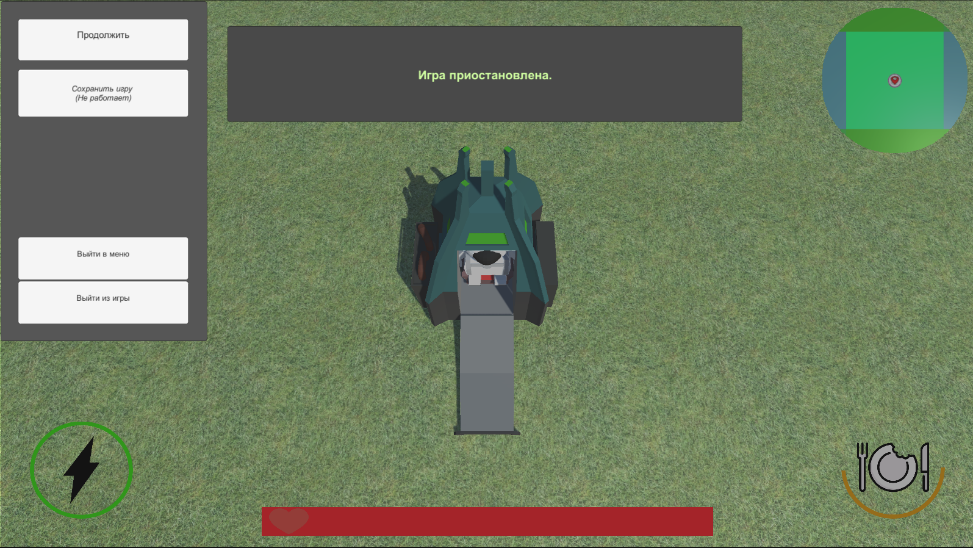 Продолжить
Сохранить игру
(Не работает)
Выйти в меню
Выйти из игры
Игра приостановлена.